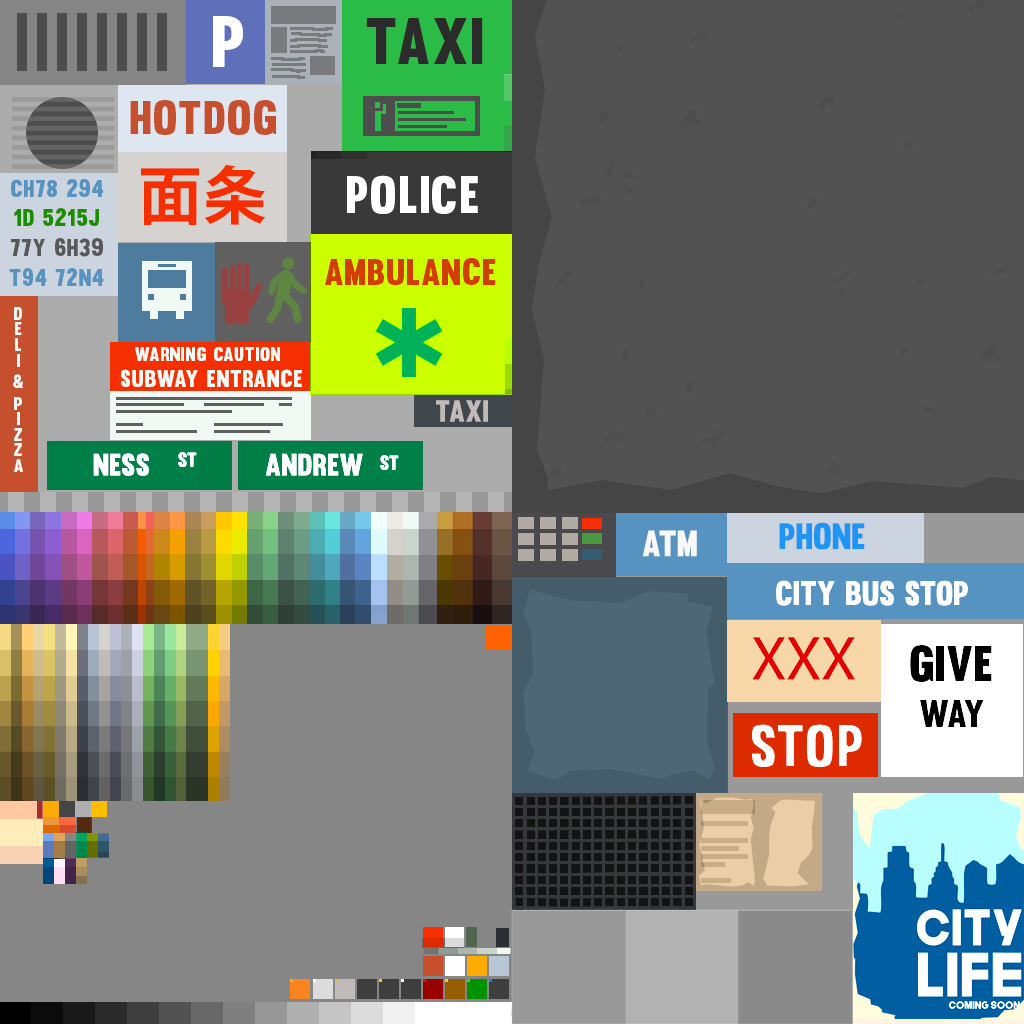 P
TAXI
HOTDOG
面条
POLICE
CH78 294
1D 5215J
77Y 6H39
T94 72N4
AMBULANCE
DELI & PIZZA
WARNING CAUTION
SUBWAY ENTRANCE
TAXI
NESS ST
ANDREW ST
ATM
PHONE
CITY BUS STOP
XXX
GIVE
WAY
STOP
CITY
LIFE
COMING SOON